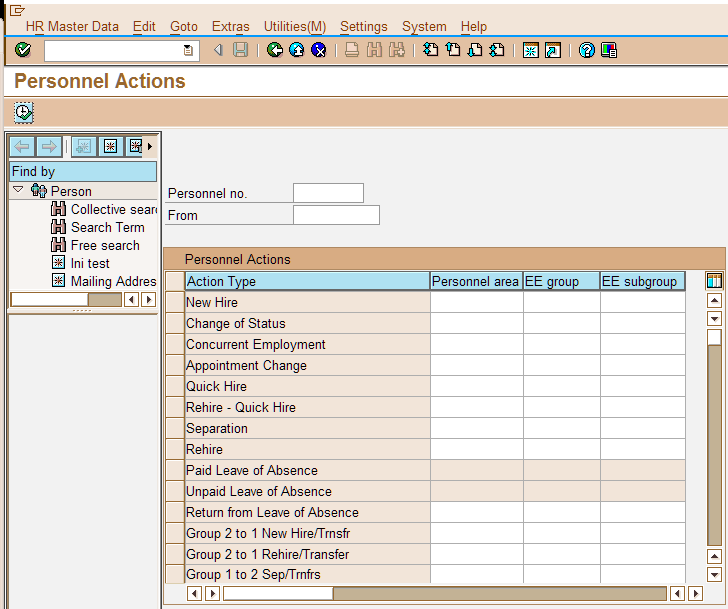 HR Master Data Edit Goto Extras Utilities(M) Settings System Help
Personnel Actions
Find by
Person
Collective sear
Search Term
Free search
Ini test
Mailing Addres
Personnel no.
From
Personnel Actions
Action Type Personnel area EE group EE subgroup
New Hire
Change of Status
Concurrent Employment
Appointment Change
Quick Hire
Rehire - Quick Hire
Separation
Rehire
Paid Leave of Absence
Unpaid Leave of Absence
Return from Leave of Absence
Group 2 to 1 New Hire/Trnsfr
Group 2 to 1 Rehire/Transfer
Group 1 to 2 Sep/Trnfrs